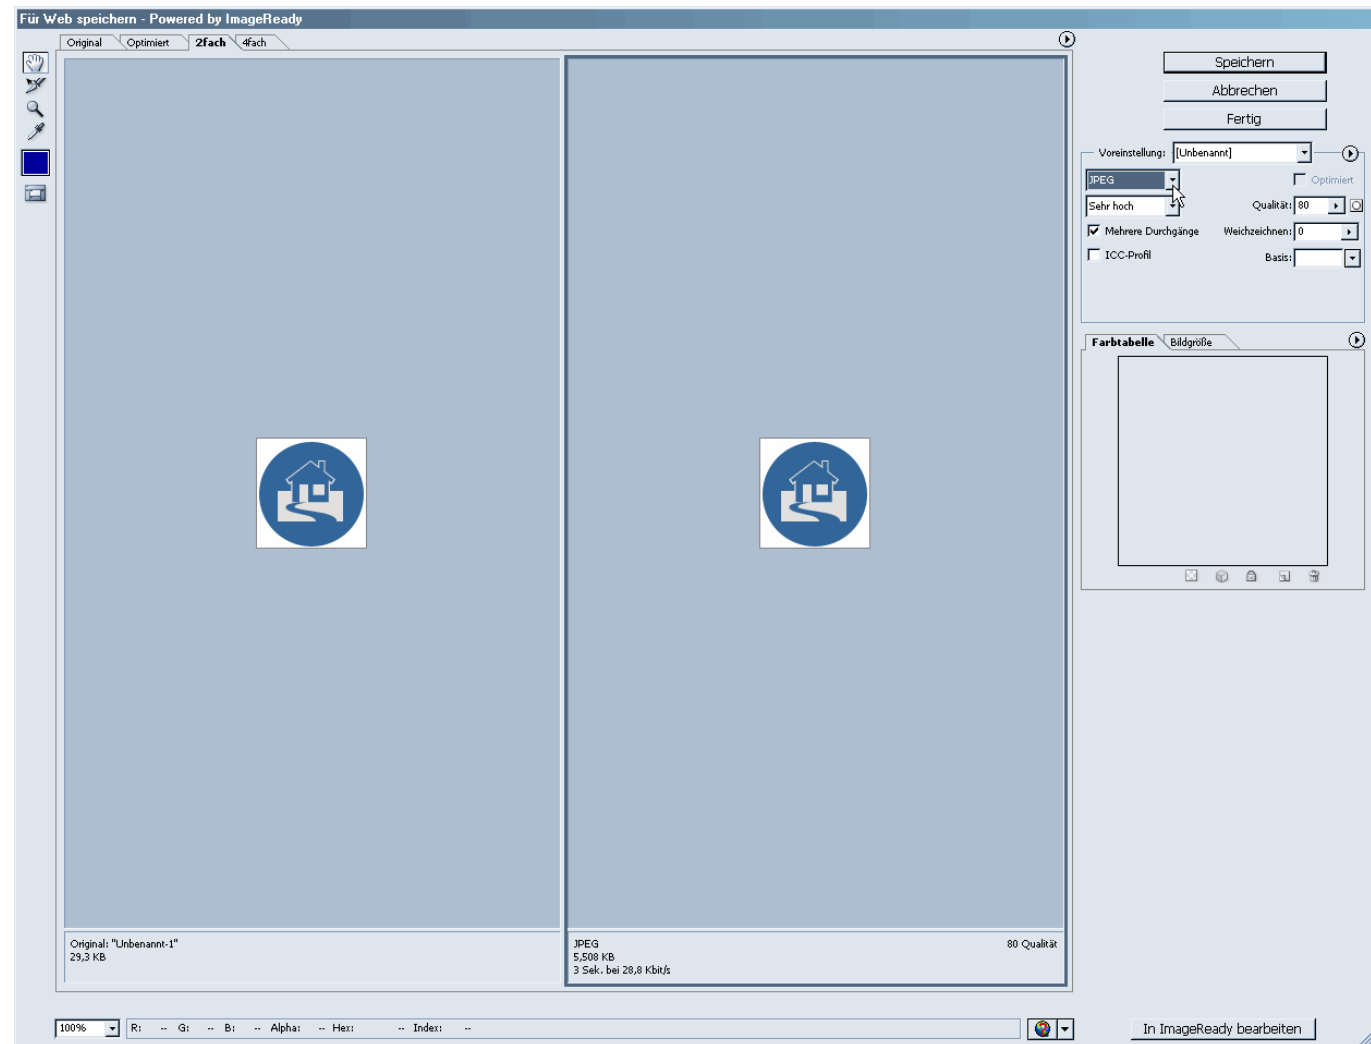 Für Web speichern - Powered by ImageReady
Original Optimiert 2fach 4fach
Speichern
Abbrechen
Fertig
Voreinstellung: [Unbenannt]
JPEG Optimiert
Sehr hoch Qualität: 80
Mehrere Durchgänge Weichzeichnen: 0
ICC-Profil Basis:
Farbtabelle Bildgröße
Original: "Unbenannt-1"
29,3 KB
JPEG 80 Qualität
5,508 KB
3 Sek. bei 28,8 Kbit/s
100% R: -- G: -- B: -- Alpha: -- Hex: -- Index: --
In ImageReady bearbeiten